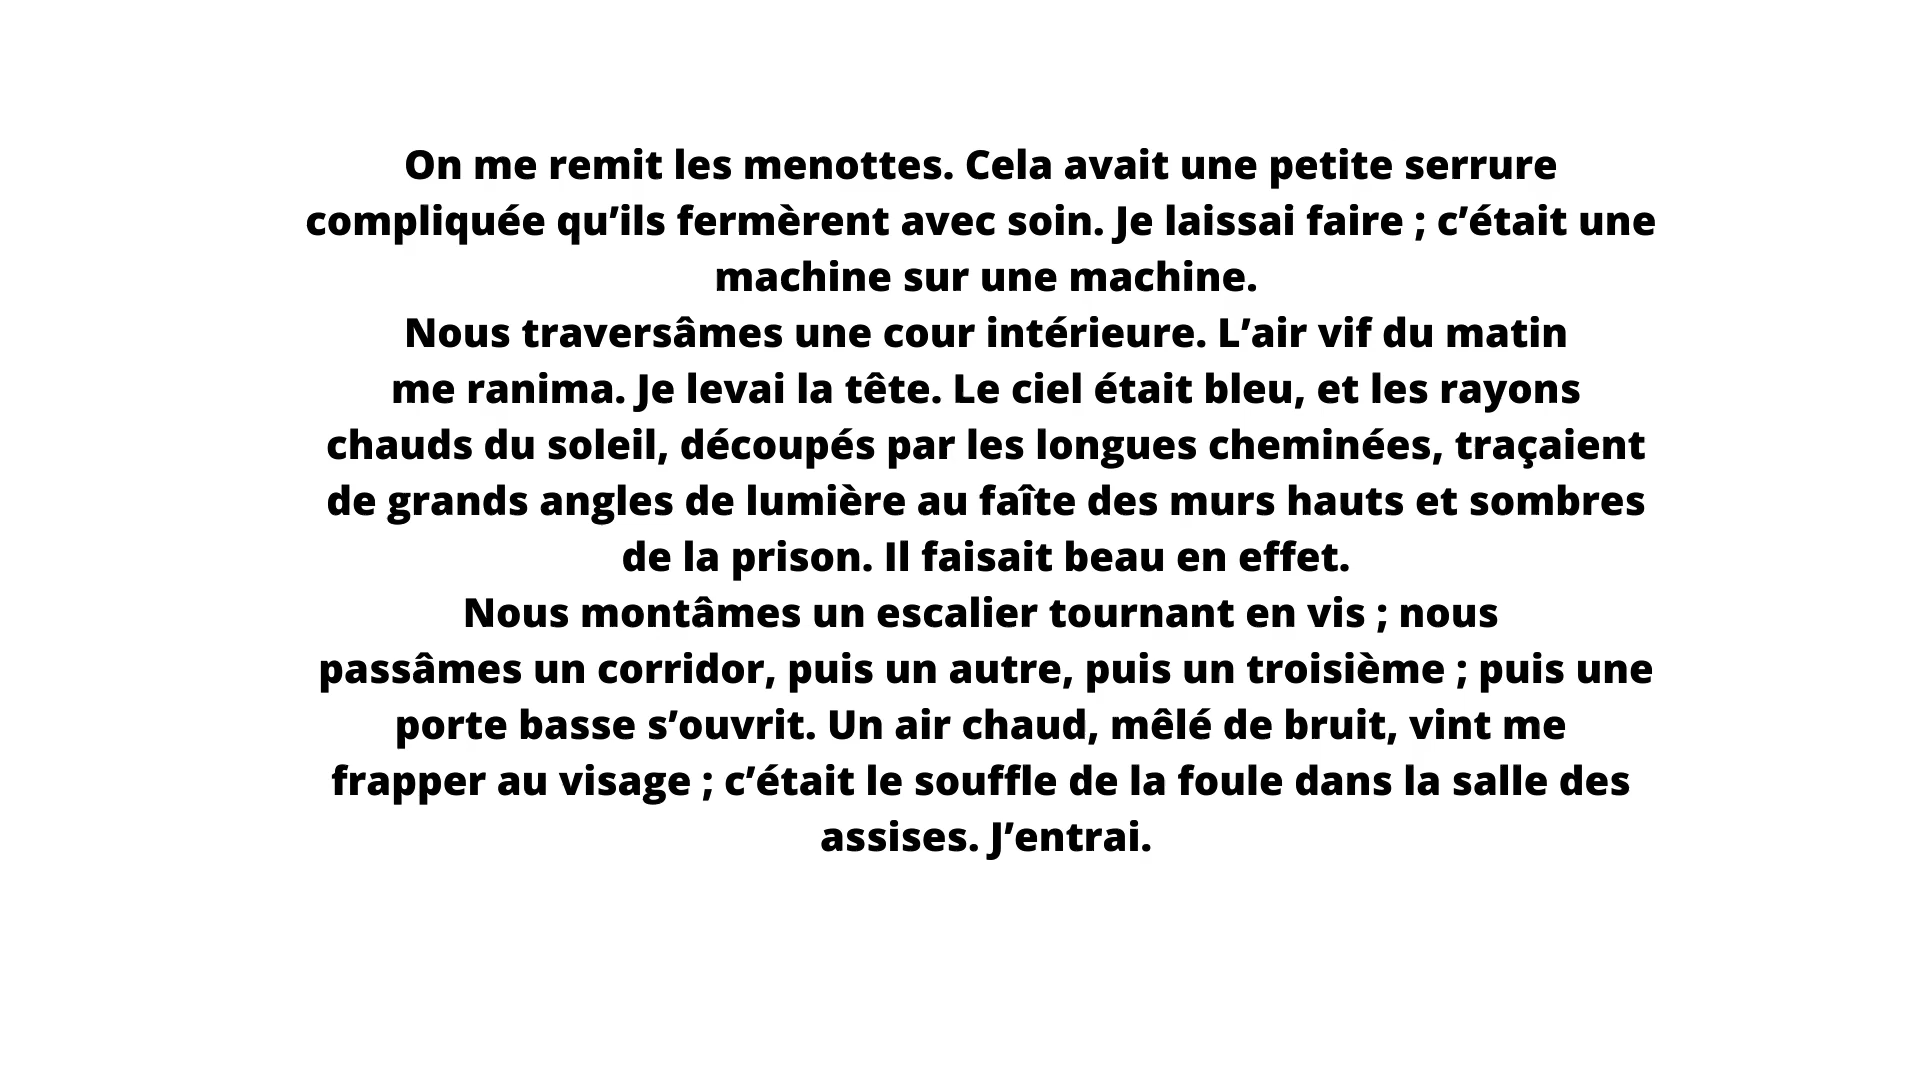 On me remit les menottes. Cela avait une petite serrure
compliquée qu’ils fermèrent avec soin. Je laissai faire ; c’était une
machine sur une machine.
Nous traversâmes une cour intérieure. L’air vif du matin
me ranima. Je levai la tête. Le ciel était bleu, et les rayons
chauds du soleil, découpés par les longues cheminées, traçaient
de grands angles de lumière au faîte des murs hauts et sombres
de la prison. Il faisait beau en effet.
Nous montâmes un escalier tournant en vis ; nous
passâmes un corridor, puis un autre, puis un troisième ; puis une
porte basse s’ouvrit. Un air chaud, mêlé de bruit, vint me
frapper au visage ; c’était le souffle de la foule dans la salle des
assises. J’entrai.